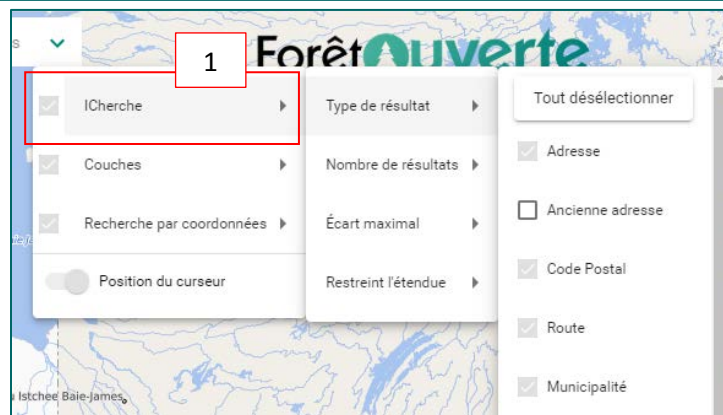 s
1
ForêtOuverte
ICherche
Couches
Recherche par coordonnées
Position du curseur
Type de résultat
Nombre de résultats
Écart maximal
Restreint l'étendue
Tout désélectionner
Adresse
Ancienne adresse
Code Postal
Route
Municipalité
Istchee Baie-James